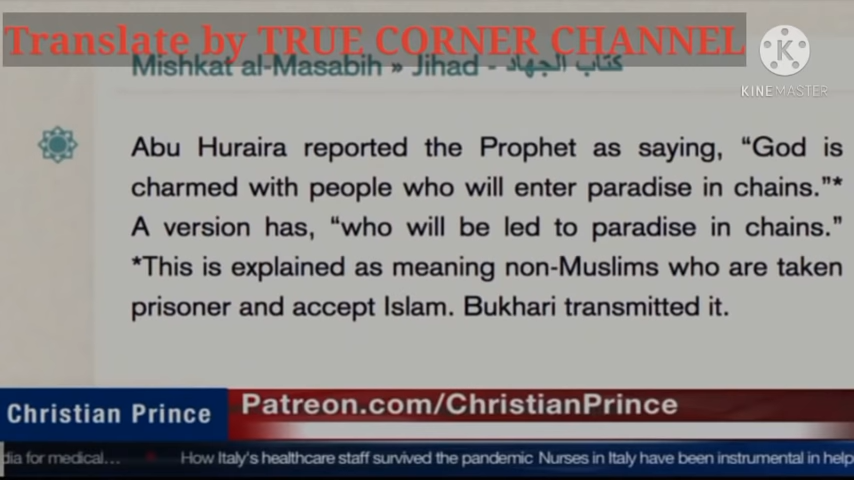 Translate by TRUE CORNER CHANNEL
K
KINEMASTER
Mishkat al-Masabih » Jihad - كتاب الجهاد
Abu Huraira reported the Prophet as saying, “God is
charmed with people who will enter paradise in chains.”*
A version has, “who will be led to paradise in chains.”
*This is explained as meaning non-Muslims who are taken
prisoner and accept Islam. Bukhari transmitted it.
Christian Prince
Patreon.com/ChristianPrince
dia for medical... How Italy's healthcare staff survived the pandemic Nurses in Italy have been instrumental in help